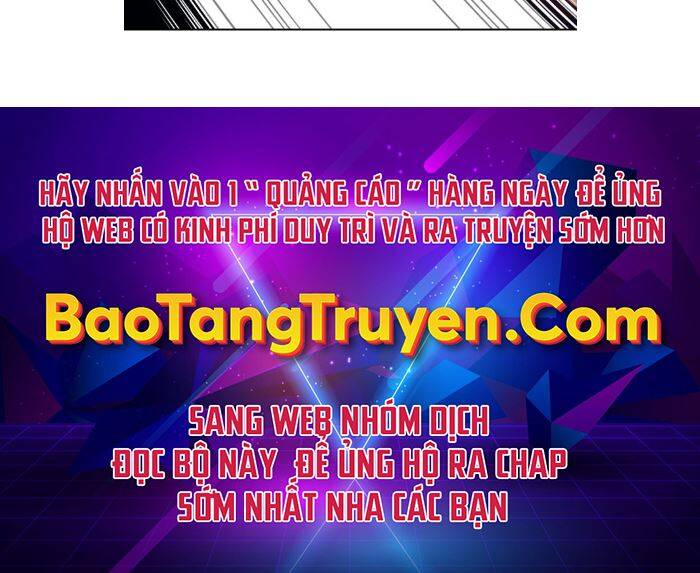 HÃY NHẤN VÀO 1 “ QUẢNG CÁO ” HÀNG NGÀY ĐỂ ỦNG
HỘ WEB CÓ KINH PHÍ DUY TRÌ VÀ RA TRUYỆN SỚM HƠN
BaoTangTruyen.Com
SANG WEB NHÓM DỊCH
ĐỌC BỘ NÀY ĐỂ ỦNG HỘ RA CHAP
SỚM NHẤT NHA CÁC BẠN